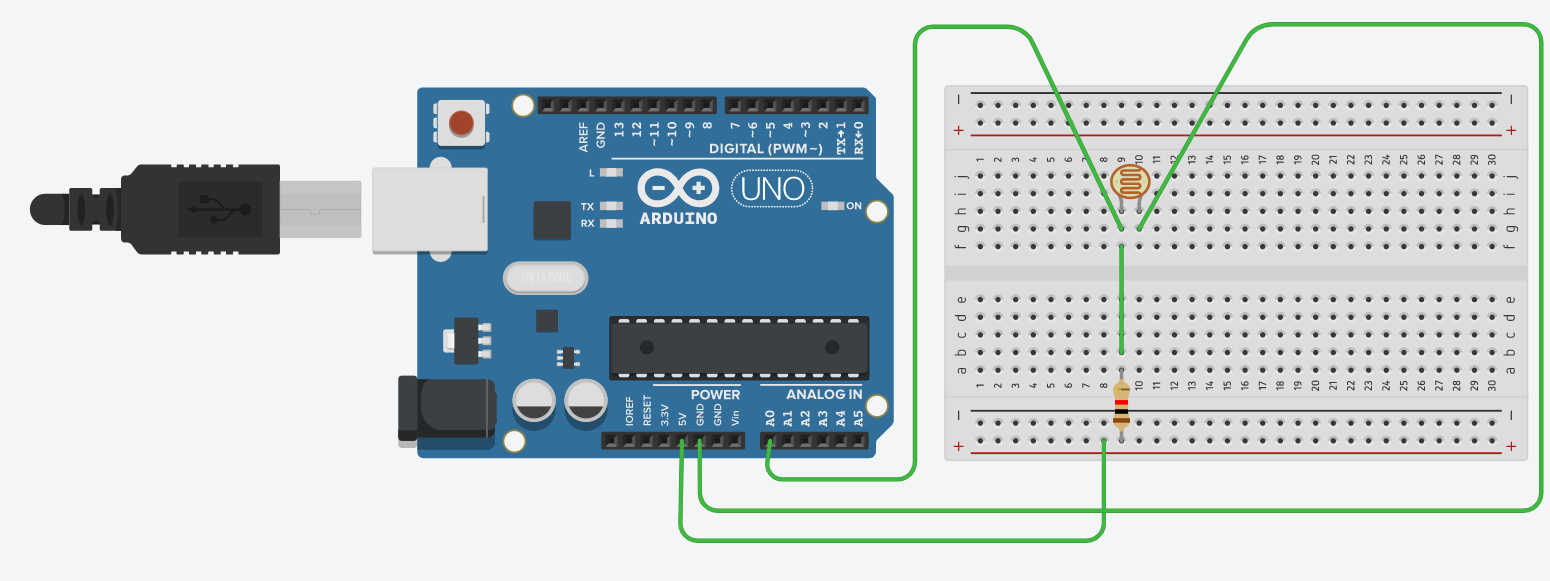 AREF
GND
13
12
~11
~10
~9
8
7
~6
~5
4
~3
2
TX→1
RX←0
DIGITAL (PWM ~)
L
TX
RX
ARDUINO
UNO
ON
POWER
ANALOG IN
IOREF
RESET
3.3V
5V
GND
GND
Vin
A0
A1
A2
A3
A4
A5
− −
+ +
1 2 3 4 5 6 7 8 9 10 11 12 13 14 15 16 17 18 19 20 21 22 23 24 25 26 27 28 29 30
j j
i i
h h
g g
f f
e e
d d
c c
b b
a a
1 2 3 4 5 6 7 8 9 10 11 12 13 14 15 16 17 18 19 20 21 22 23 24 25 26 27 28 29 30
− −
+ +